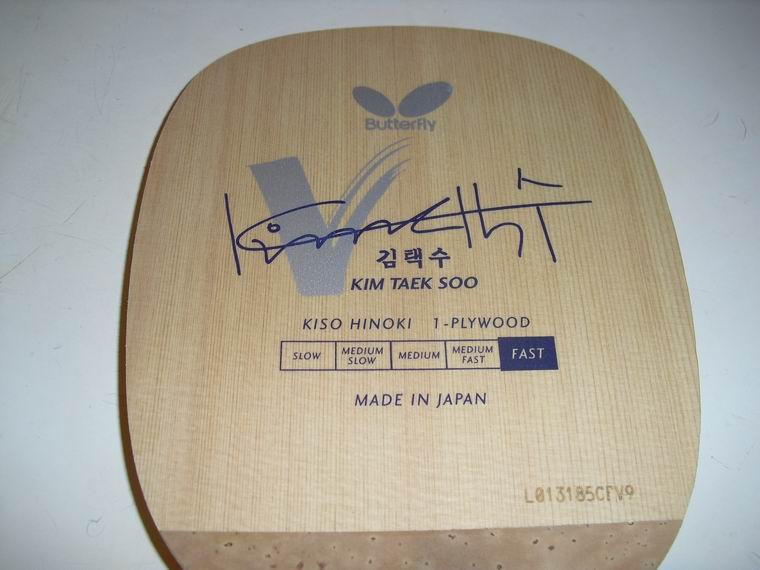 Butterfly
김택수
KIM TAEK SOO
KISO HINOKI 1-PLYWOOD
SLOW MEDIUM SLOW MEDIUM MEDIUM FAST FAST
MADE IN JAPAN
L013185CFV9